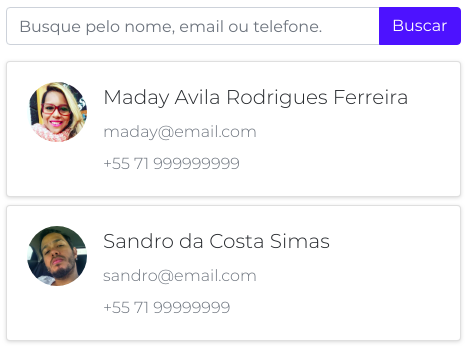 Busque pelo nome, email ou telefone.
Buscar
Maday Avila Rodrigues Ferreira
maday@email.com
+55 71 999999999
Sandro da Costa Simas
sandro@email.com
+55 71 99999999